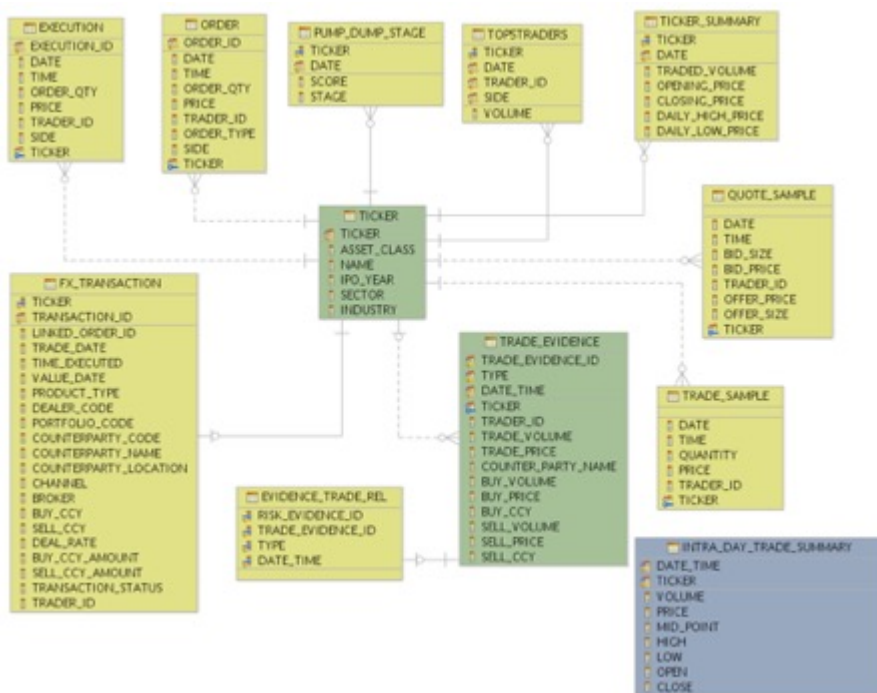 EXECUTION
EXECUTION_ID
DATE
TIME
ORDER_QTY
PRICE
TRADER_ID
SIDE
TICKER
ORDER
ORDER_ID
DATE
TIME
ORDER_QTY
PRICE
TRADER_ID
ORDER_TYPE
SIDE
TICKER
PUMP_DUMP_STAGE
TICKER
DATE
SCORE
STAGE
TOPSTRADERS
TICKER
DATE
TRADER_ID
SIDE
VOLUME
TICKER_SUMMARY
TICKER
DATE
TRADED_VOLUME
OPENING_PRICE
CLOSING_PRICE
DAILY_HIGH_PRICE
DAILY_LOW_PRICE
TICKER
TICKER
ASSET_CLASS
NAME
IPO_YEAR
SECTOR
INDUSTRY
QUOTE_SAMPLE
DATE
TIME
BID_SIZE
BID_PRICE
TRADER_ID
OFFER_PRICE
OFFER_SIZE
TICKER
FX_TRANSACTION
TICKER
TRANSACTION_ID
LINKED_ORDER_ID
TRADE_DATE
TIME_EXECUTED
VALUE_DATE
PRODUCT_TYPE
DEALER_CODE
PORTFOLIO_CODE
COUNTERPARTY_CODE
COUNTERPARTY_NAME
COUNTERPARTY_LOCATION
CHANNEL
BROKER
BUY_CCY
SELL_CCY
DEAL_RATE
BUY_CCY_AMOUNT
SELL_CCY_AMOUNT
TRANSACTION_STATUS
TRADER_ID
TRADE_EVIDENCE
TRADE_EVIDENCE_ID
TYPE
DATE_TIME
TICKER
TRADER_ID
TRADE_VOLUME
TRADE_PRICE
COUNTER_PARTY_NAME
BUY_VOLUME
BUY_PRICE
BUY_CCY
SELL_VOLUME
SELL_PRICE
SELL_CCY
TRADE_SAMPLE
DATE
TIME
QUANTITY
PRICE
TRADER_ID
TICKER
EVIDENCE_TRADE_REL
RISK_EVIDENCE_ID
TRADE_EVIDENCE_ID
TYPE
DATE_TIME
INTRA_DAY_TRADE_SUMMARY
DATE_TIME
TICKER
VOLUME
PRICE
MID_POINT
HIGH
LOW
OPEN
CLOSE